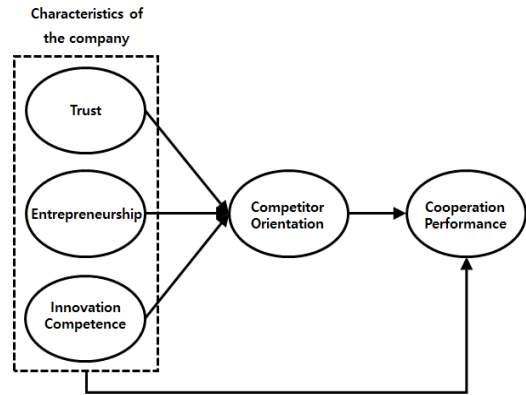 Characteristics of
the company
Trust
Entrepreneurship
Innovation
Competence
Competitor
Orientation
Cooperation
Performance